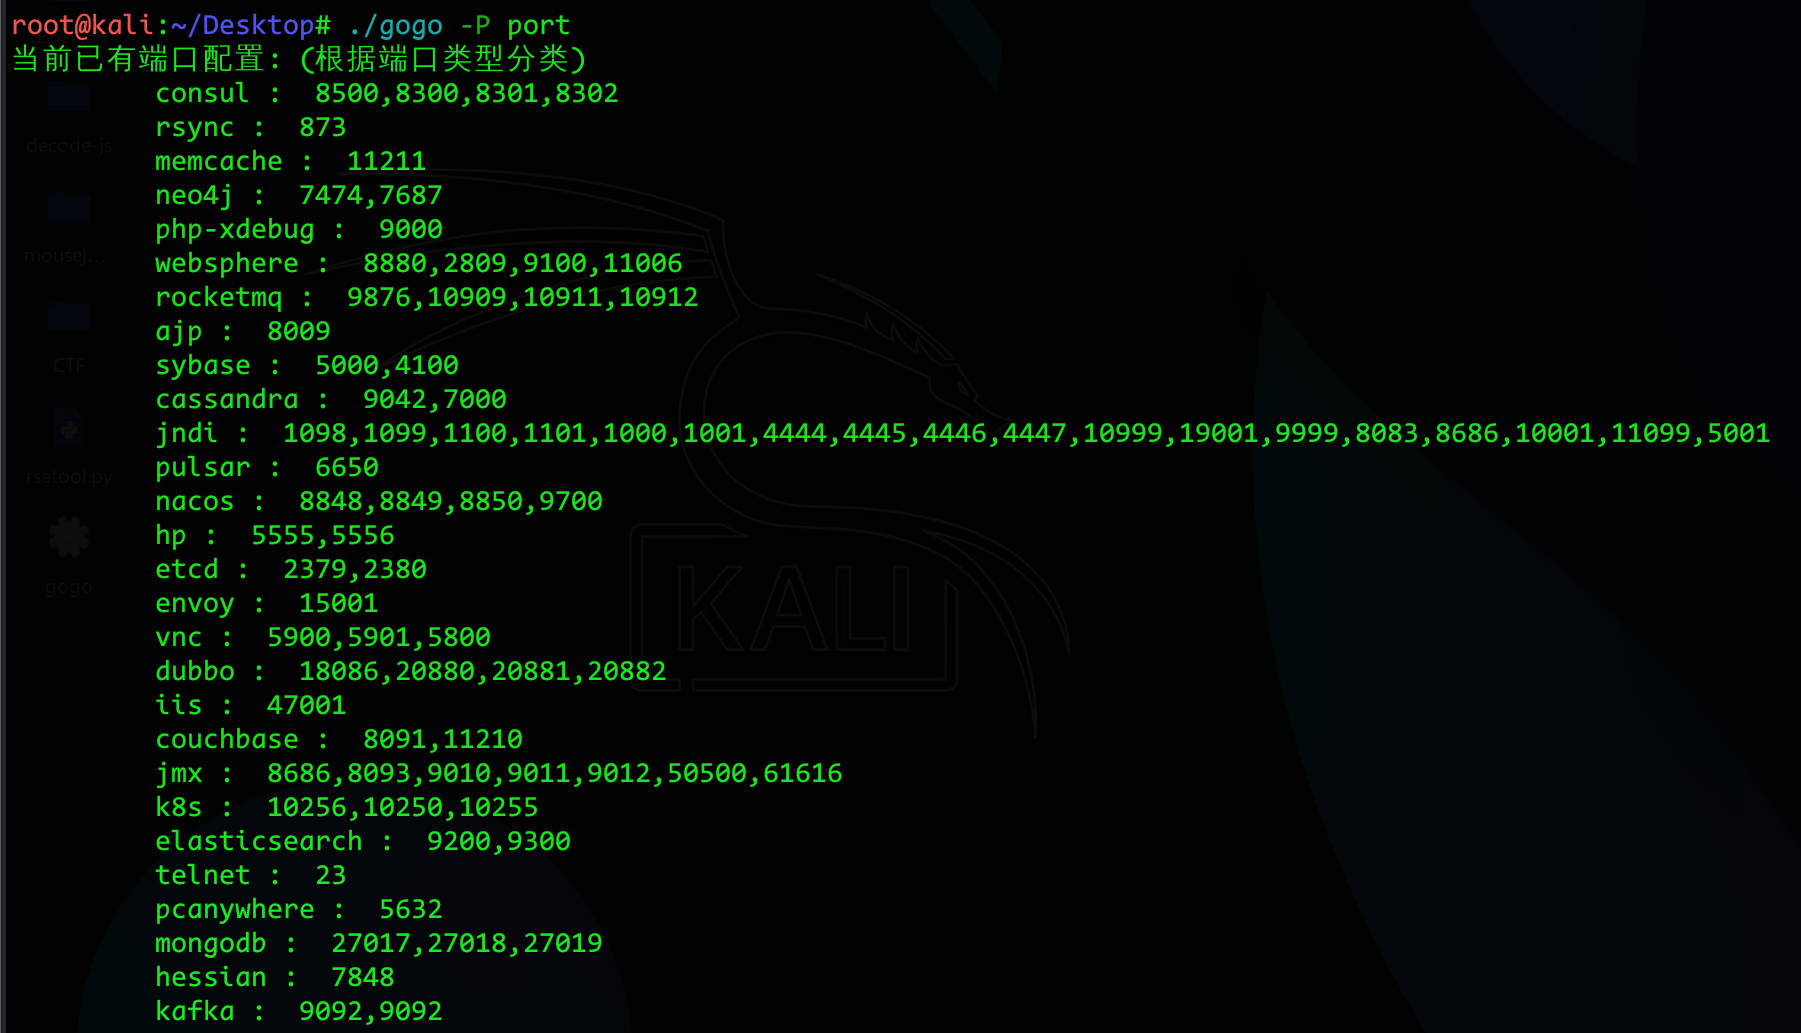 root@kali:~/Desktop# ./gogo -P port
当前已有端口配置: (根据端口类型分类)
consul :  8500,8300,8301,8302
rsync :  873
memcache :  11211
neo4j :  7474,7687
php-xdebug :  9000
websphere :  8880,2809,9100,11006
rocketmq :  9876,10909,10911,10912
ajp :  8009
sybase :  5000,4100
cassandra :  9042,7000
jndi :  1098,1099,1100,1101,1000,1001,4444,4445,4446,4447,10999,19001,9999,8083,8686,10001,11099,5001
pulsar :  6650
nacos :  8848,8849,8850,9700
hp :  5555,5556
etcd :  2379,2380
envoy :  15001
vnc :  5900,5901,5800
dubbo :  18086,20880,20881,20882
iis :  47001
couchbase :  8091,11210
jmx :  8686,8093,9010,9011,9012,50500,61616
k8s :  10256,10250,10255
elasticsearch :  9200,9300
telnet :  23
pcanywhere :  5632
mongodb :  27017,27018,27019
hessian :  7848
kafka :  9092,9092
decode-js
mousej...
CTF
rsatool.py
gogo
KALI